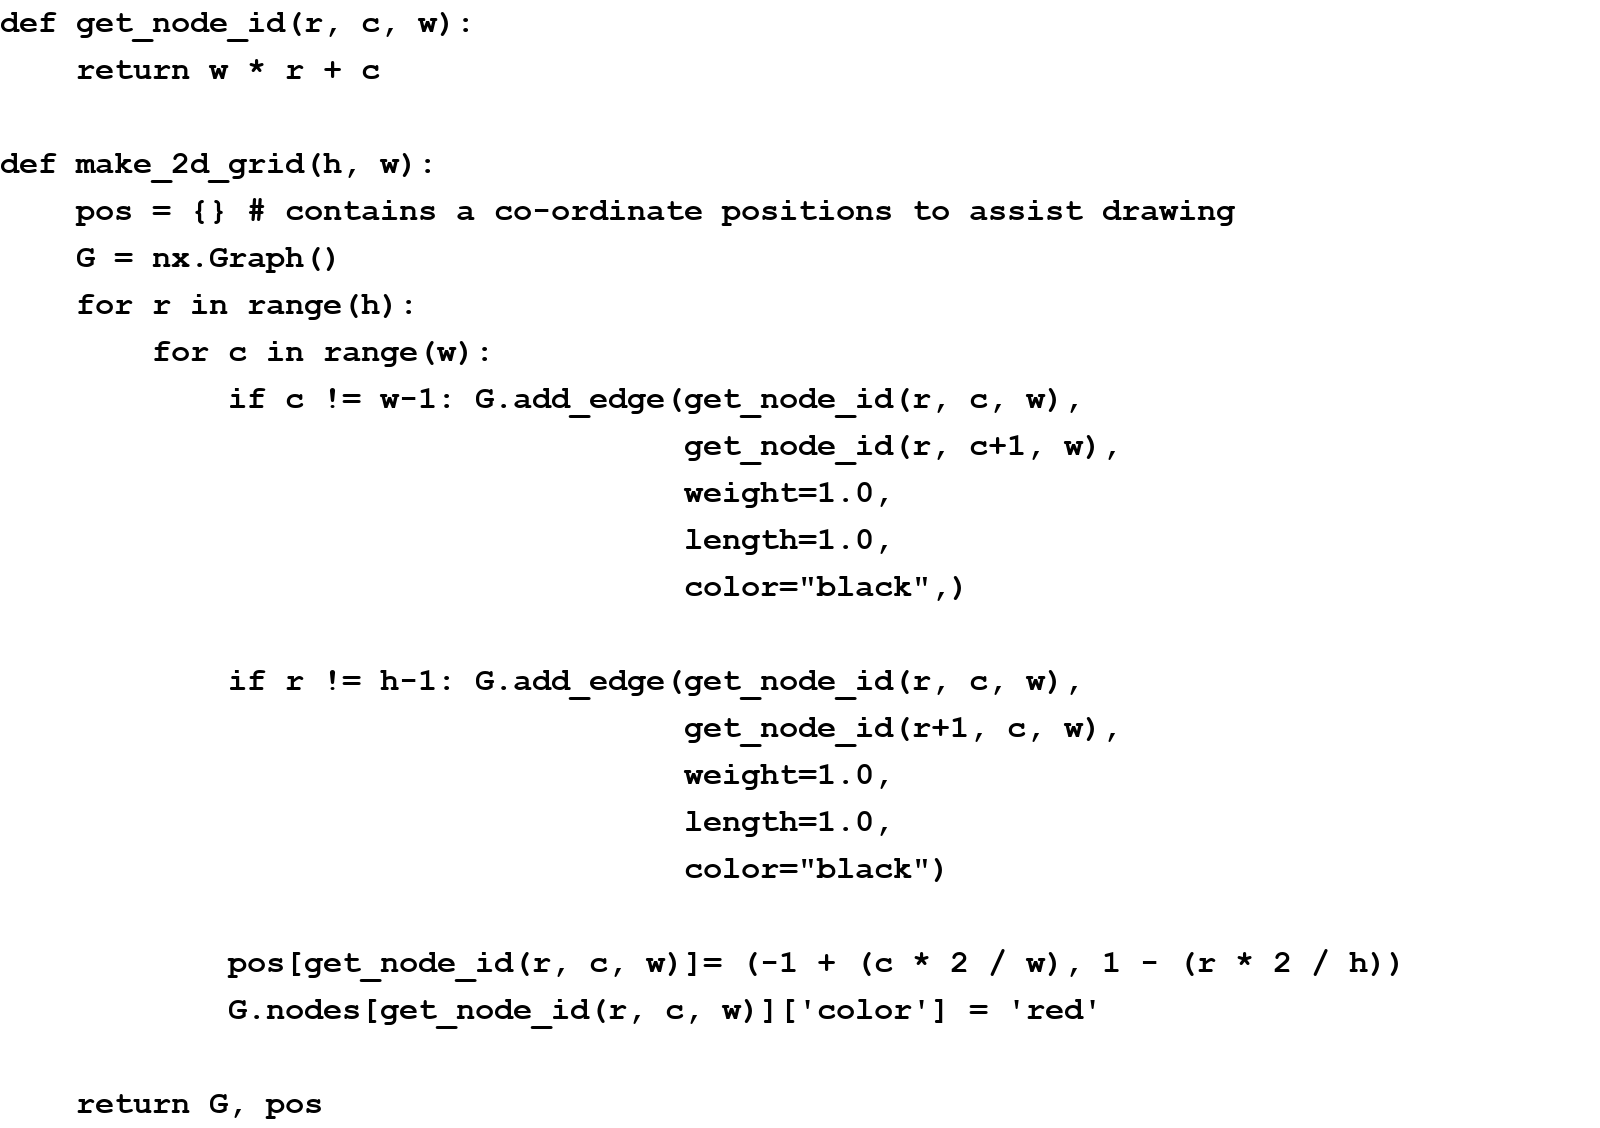 def get_node_id(r, c, w):
    return w * r + c

def make_2d_grid(h, w):
    pos = {} # contains a co-ordinate positions to assist drawing
    G = nx.Graph()
    for r in range(h):
        for c in range(w):
            if c != w-1: G.add_edge(get_node_id(r, c, w),
                                    get_node_id(r, c+1, w),
                                    weight=1.0,
                                    length=1.0,
                                    color="black",)

            if r != h-1: G.add_edge(get_node_id(r, c, w),
                                    get_node_id(r+1, c, w),
                                    weight=1.0,
                                    length=1.0,
                                    color="black")

            pos[get_node_id(r, c, w)]= (-1 + (c * 2 / w), 1 - (r * 2 / h))
            G.nodes[get_node_id(r, c, w)]['color'] = 'red'

    return G, pos